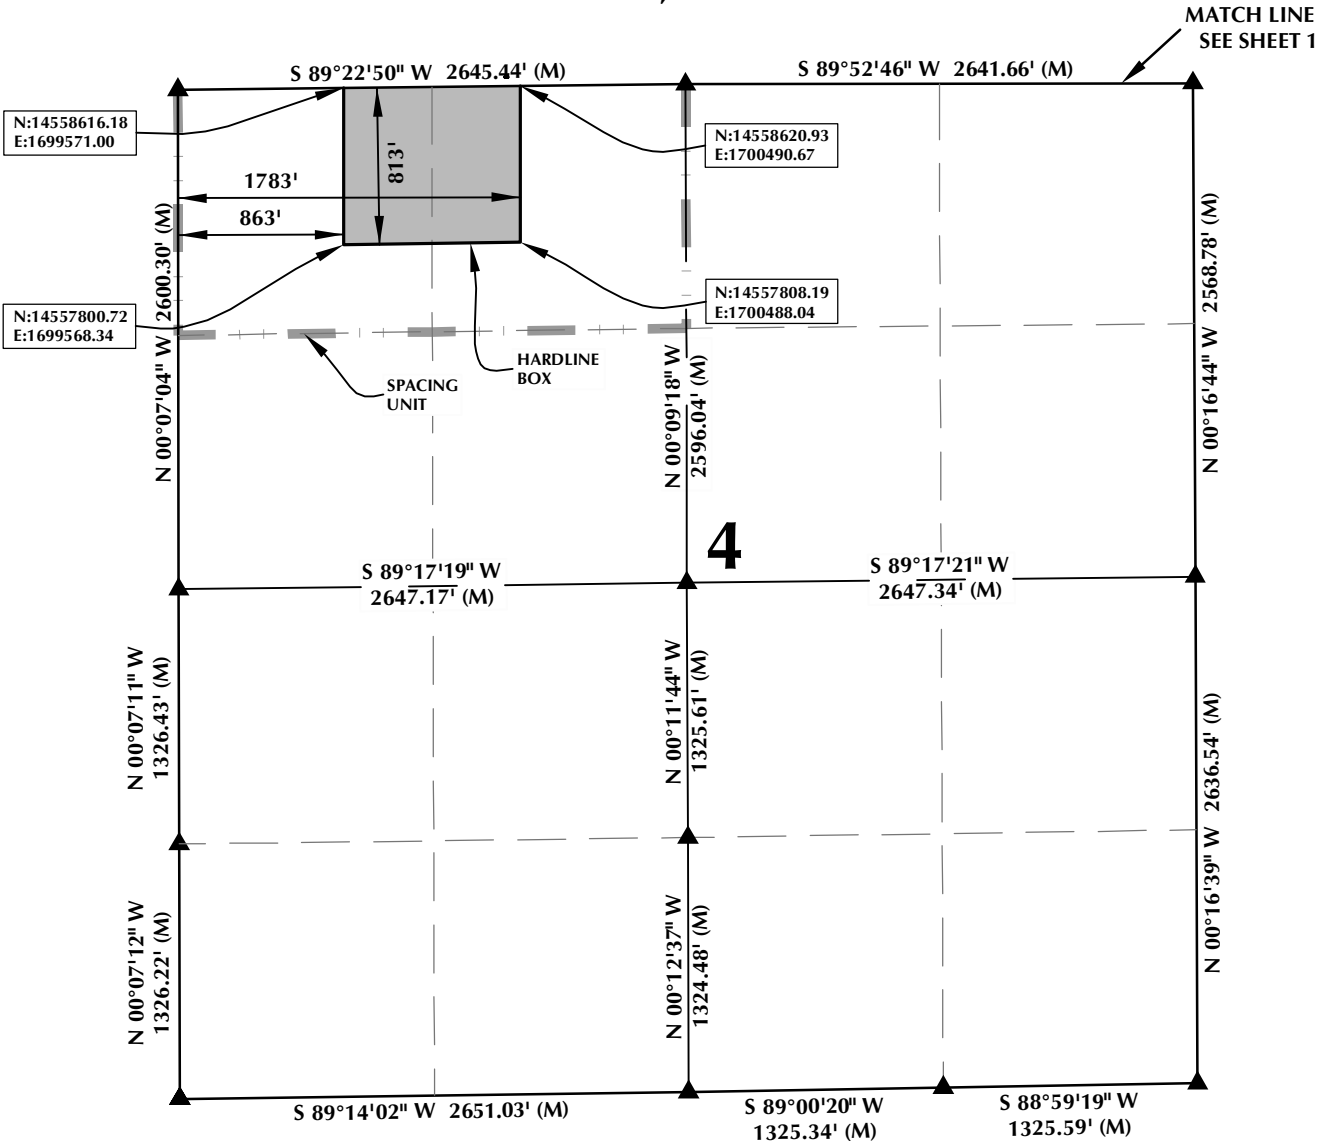 MATCH LINE
SEE SHEET 1
S 89°22'50" W 2645.44' (M)
S 89°52'46" W 2641.66' (M)
N:14558616.18
E:1699571.00
N:14558620.93
E:1700490.67
813'
1783'
863'
N 00°07'04" W 2600.30' (M)
N 00°16'44" W 2568.78' (M)
N:14557800.72
E:1699568.34
N:14557808.19
E:1700488.04
HARDLINE
BOX
SPACING
UNIT
N 00°09'18" W
2596.04' (M)
4
S 89°17'19" W
2647.17' (M)
S 89°17'21" W
2647.34' (M)
N 00°07'11" W
1326.43' (M)
N 00°11'44" W
1325.61' (M)
N 00°16'39" W 2636.54' (M)
N 00°07'12" W
1326.22' (M)
N 00°12'37" W
1324.48' (M)
S 89°14'02" W 2651.03' (M)
S 89°00'20" W
1325.34' (M)
S 88°59'19" W
1325.59' (M)